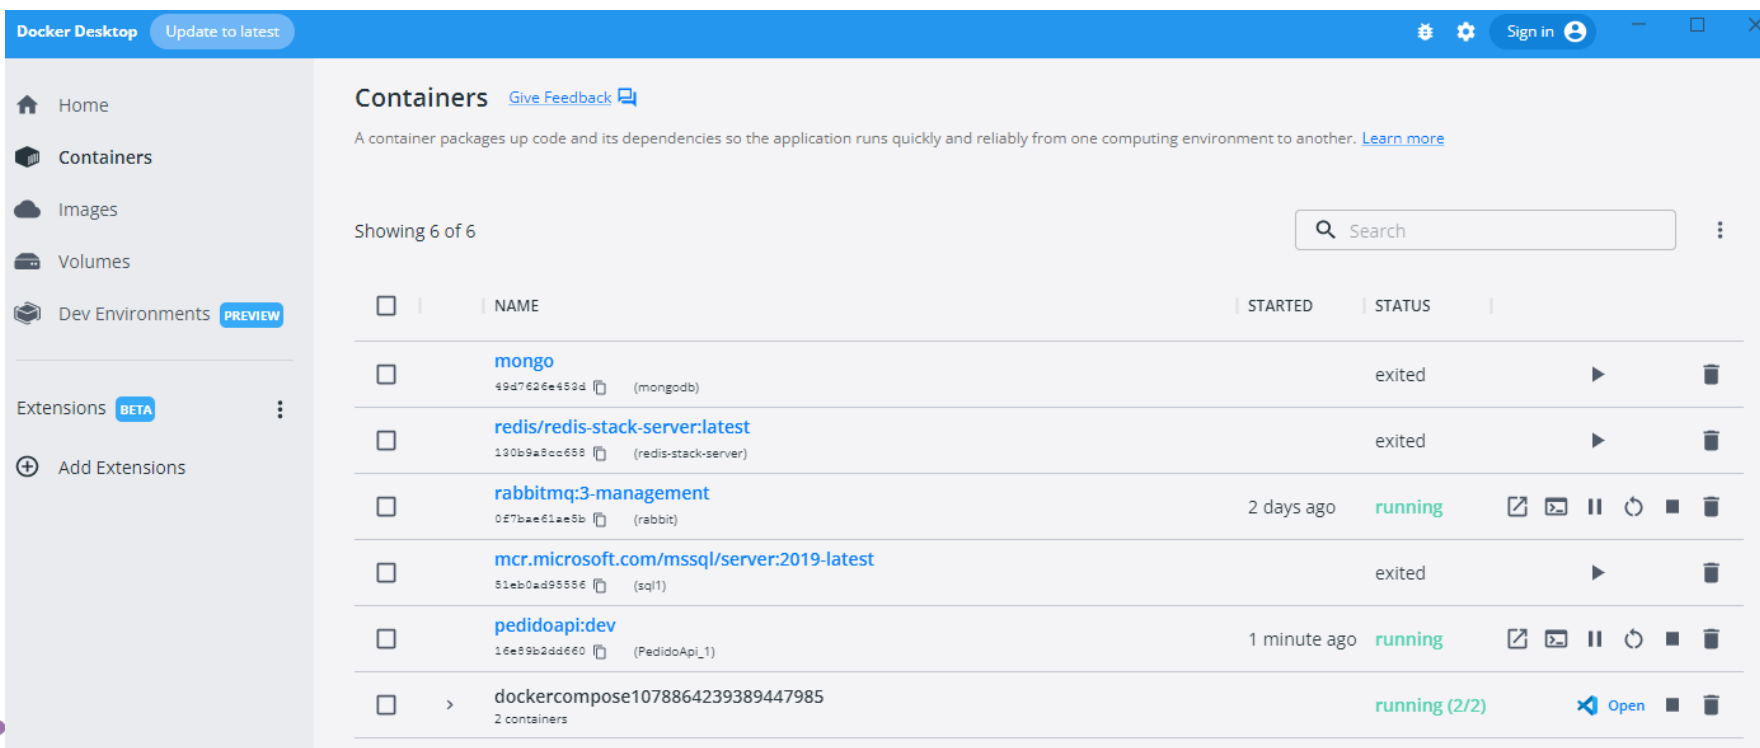 Docker Desktop Update to latest Sign in
Home
Containers
Images
Volumes
Dev Environments PREVIEW
Extensions BETA
Add Extensions
Containers Give Feedback
A container packages up code and its dependencies so the application runs quickly and reliably from one computing environment to another. Learn more
Showing 6 of 6 Search
NAME STARTED STATUS
mongo
49d7626e453d (mongodb)
exited
redis/redis-stack-server:latest
130b9a8cc658 (redis-stack-server)
exited
rabbitmq:3-management
0f7bae61ae5b (rabbit)
2 days ago running
mcr.microsoft.com/mssql/server:2019-latest
51eb0ad95556 (sql1)
exited
pedidoapi:dev
16e89b2dd660 (PedidoApi_1)
1 minute ago running
dockercompose1078864239389447985
2 containers
running (2/2) Open